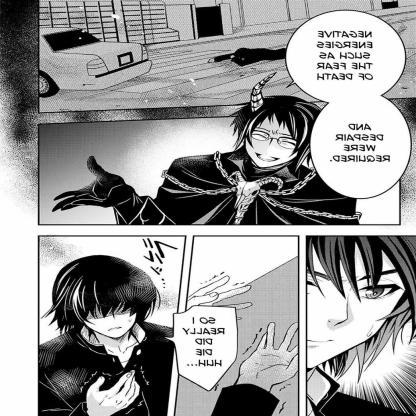 NEGATIVE
ENERGIES
SUCH AS
THE FEAR
OF DEATH
AND
DESPAIR
WERE
REQUIRED.
SO I
REALLY
DID
DIE
HUH...